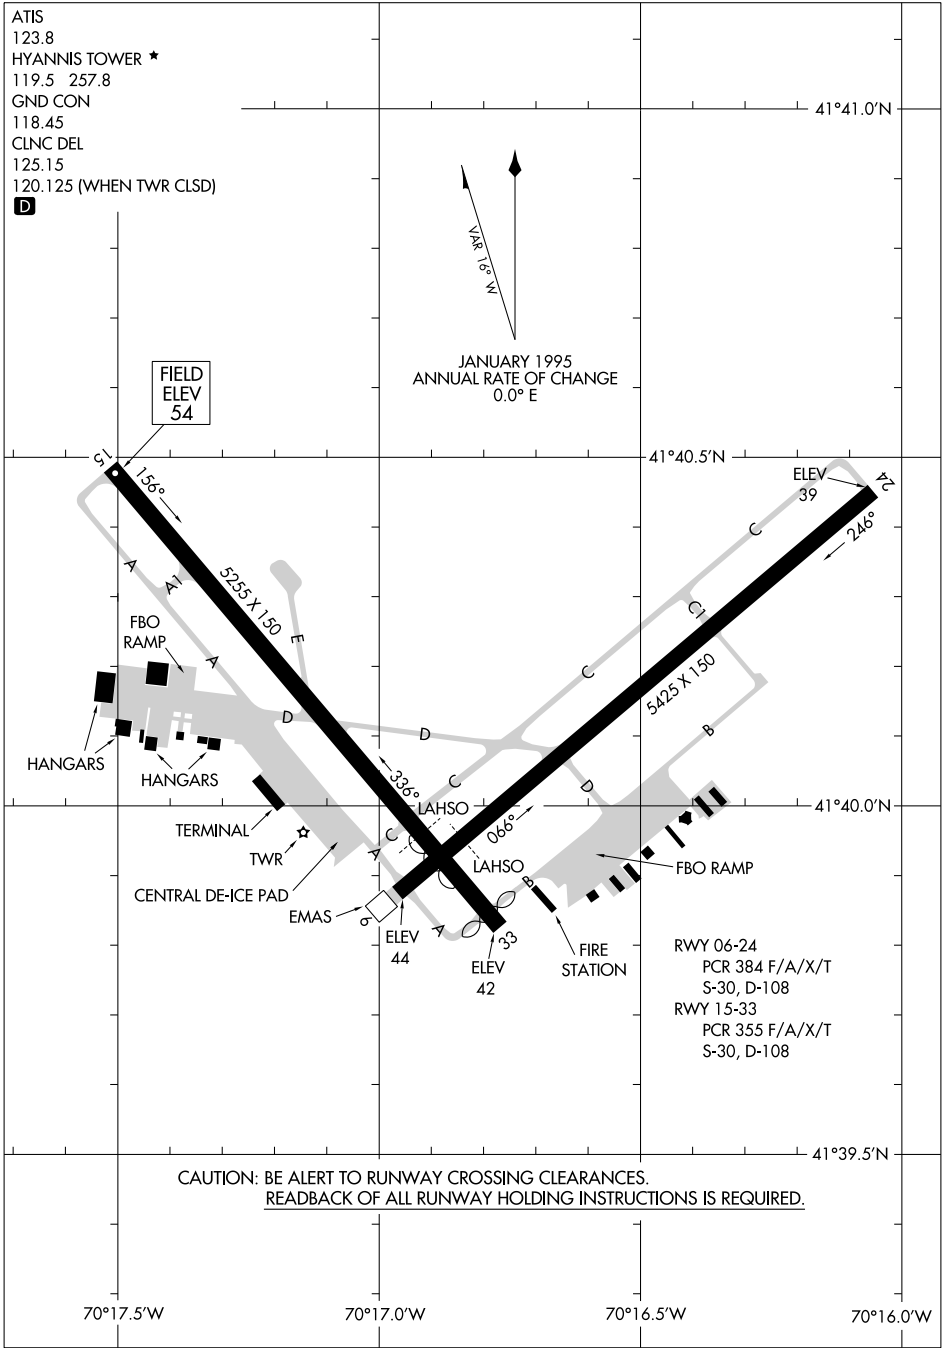 ATIS
123.8
HYANNIS TOWER
119.5 257.8
GND CON
118.45
CLNC DEL
125.15
120.125 (WHEN TWR CLSD)
D
41°41.0'N
VAR 16° W
JANUARY 1995
ANNUAL RATE OF CHANGE
0.0° E
FIELD
ELEV
54
15
156°
41°40.5'N
ELEV
39
24
246°
C
A
A1
5255 X 150
FBO
RAMP
E
C1
A
C
5425 X 150
D
D
B
HANGARS
HANGARS
C
336°
D
LAHSO
066°
41°40.0'N
TERMINAL
C
TWR
A
LAHSO
FBO RAMP
CENTRAL DE-ICE PAD
B
EMAS
6
ELEV
44
A
33
ELEV
42
FIRE
STATION
RWY 06-24
PCR 384 F/A/X/T
S-30, D-108
RWY 15-33
PCR 355 F/A/X/T
S-30, D-108
41°39.5'N
CAUTION: BE ALERT TO RUNWAY CROSSING CLEARANCES.
READBACK OF ALL RUNWAY HOLDING INSTRUCTIONS IS REQUIRED.
70°17.5'W
70°17.0'W
70°16.5'W
70°16.0'W